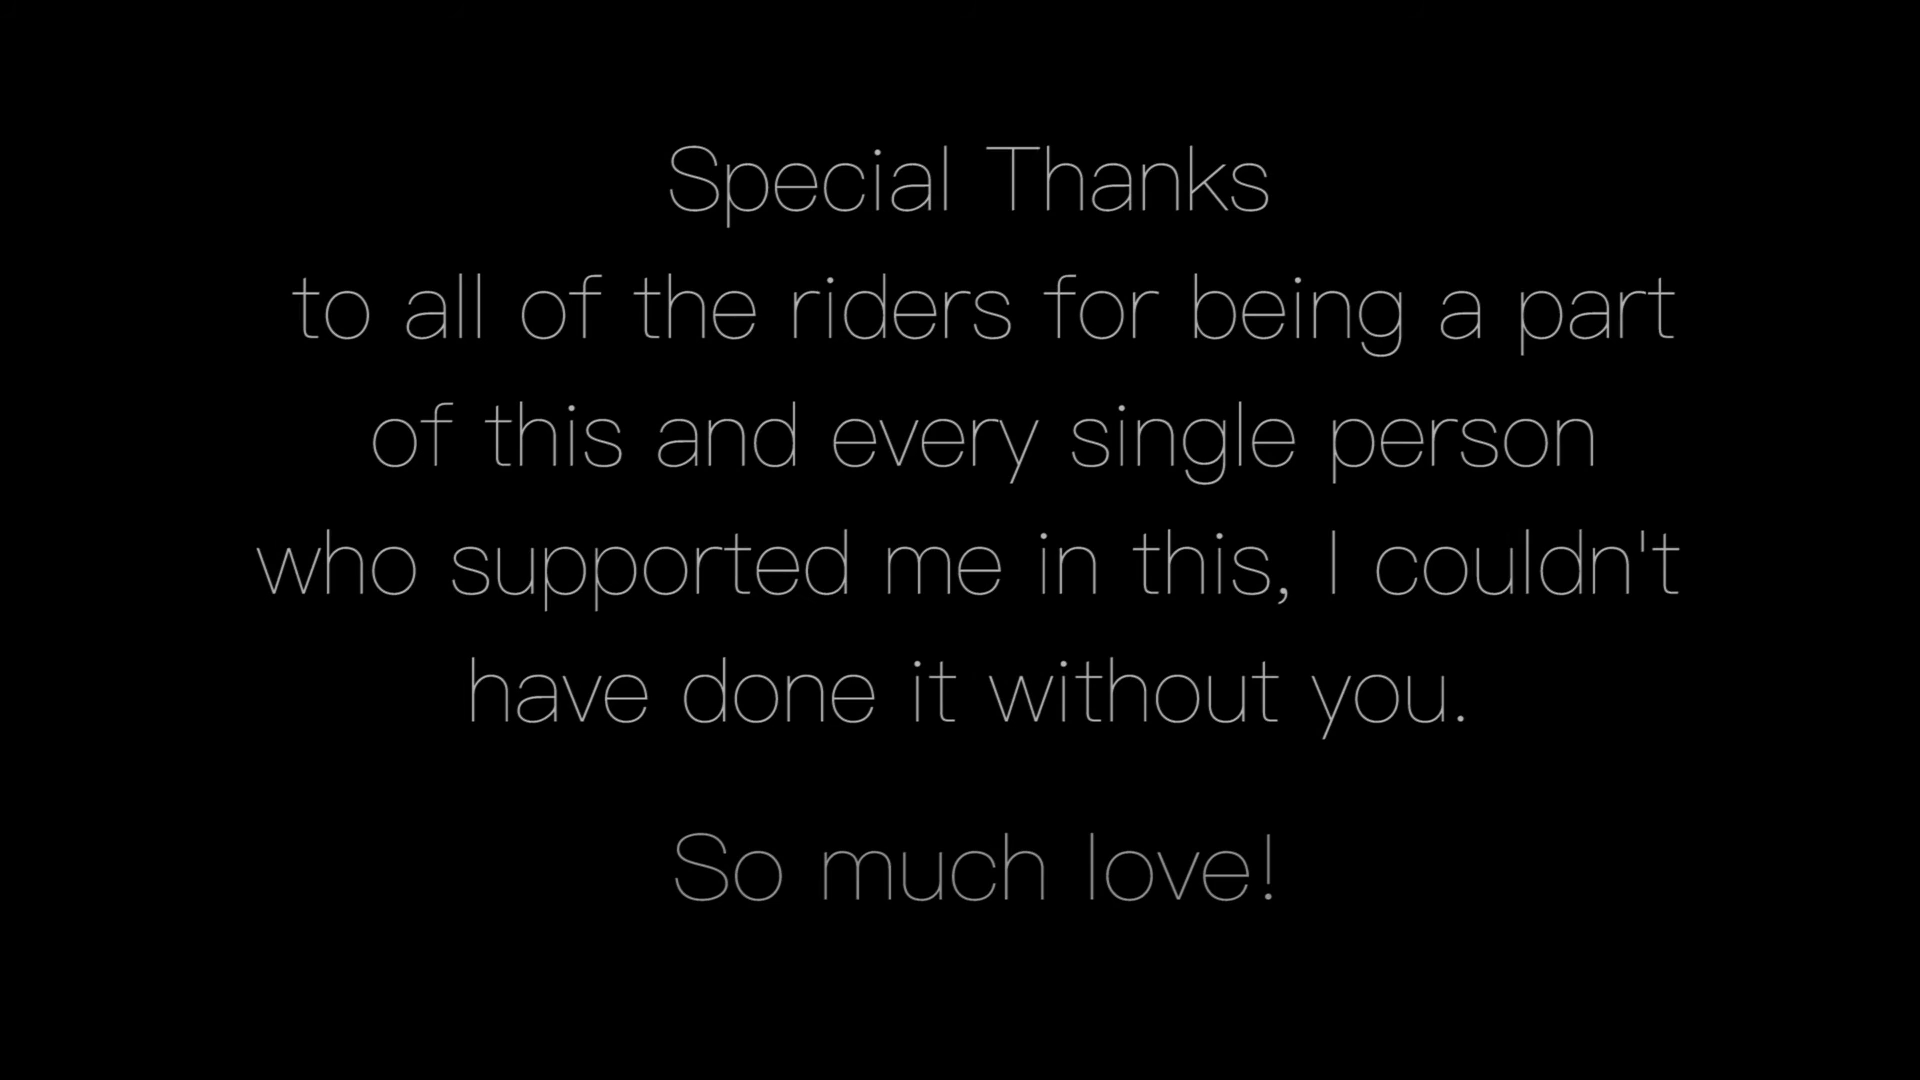 Special Thanks
to all of the riders for being a part
of this and every single person
who supported me in this, I couldn't
have done it without you.
So much love!